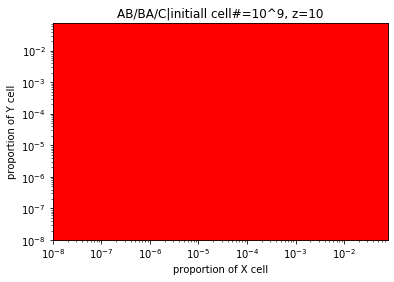 AB/BA/C|initiall cell#=10^9, z=10
proportion of Y cell
10⁻²
10⁻³
10⁻⁴
10⁻⁵
10⁻⁶
10⁻⁷
10⁻⁸
10⁻⁸ 10⁻⁷ 10⁻⁶ 10⁻⁵ 10⁻⁴ 10⁻³ 10⁻²
proportion of X cell